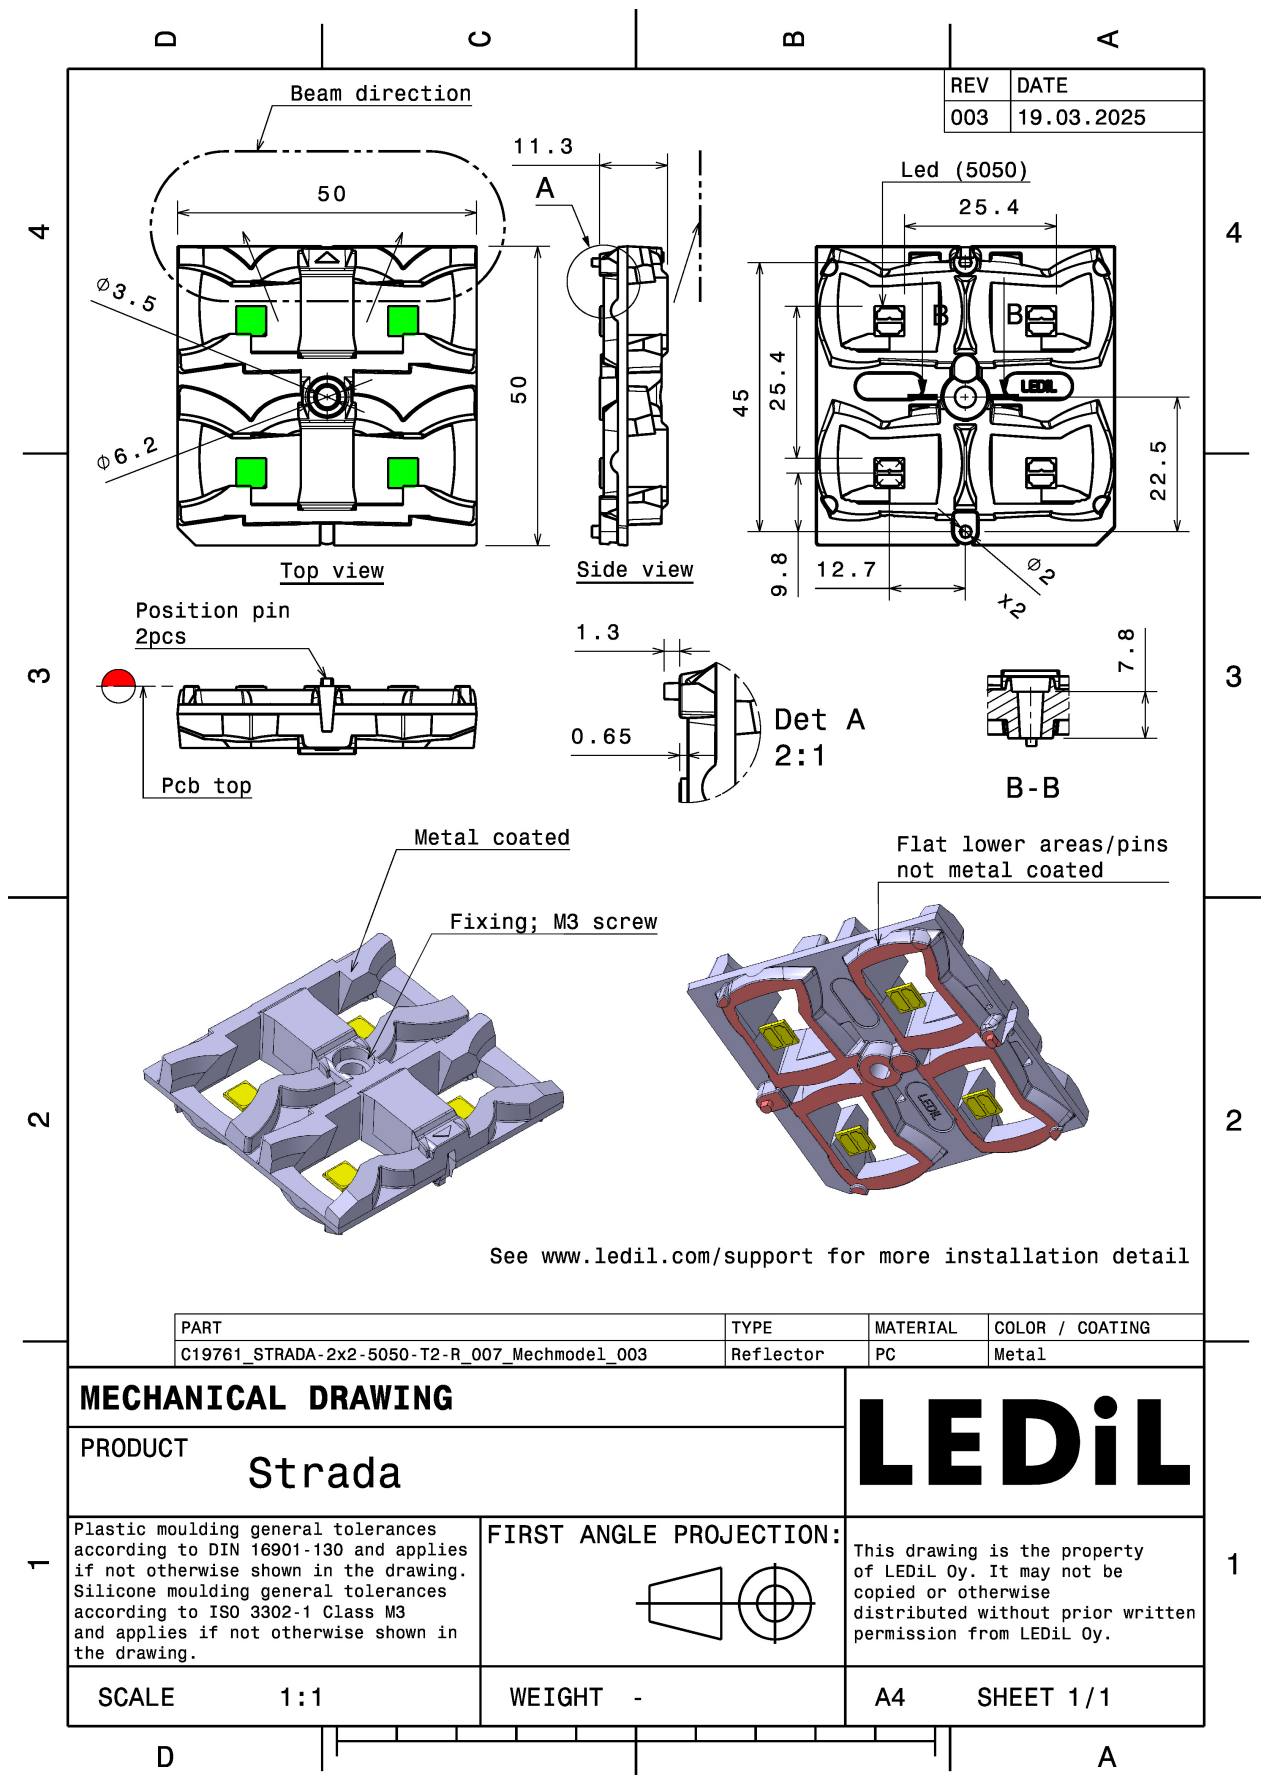 D C B A
REV DATE
003 19.03.2025
Beam direction
11.3
A
50
Led (5050)
25.4
4 4
Ø3.5
B B
50
45
25.4
LEDiL
Ø6.2
22.5
9.8
12.7
Ø2
x2
Top view
Side view
Position pin
2pcs
1.3
7.8
3 3
0.65
Det A
2:1
Pcb top
B-B
Metal coated
Flat lower areas/pins
not metal coated
Fixing; M3 screw
LEDiL
2 2
See www.ledil.com/support for more installation detail
PART TYPE MATERIAL COLOR / COATING
C19761_STRADA-2x2-5050-T2-R_007_Mechmodel_003 Reflector PC Metal
MECHANICAL DRAWING
LEDiL
PRODUCT
Strada
Plastic moulding general tolerances
according to DIN 16901-130 and applies
if not otherwise shown in the drawing.
Silicone moulding general tolerances
according to ISO 3302-1 Class M3
and applies if not otherwise shown in
the drawing.
FIRST ANGLE PROJECTION:
This drawing is the property
of LEDiL Oy. It may not be
copied or otherwise
distributed without prior written
permission from LEDiL Oy.
1 1
SCALE 1:1
WEIGHT -
A4 SHEET 1/1
D A